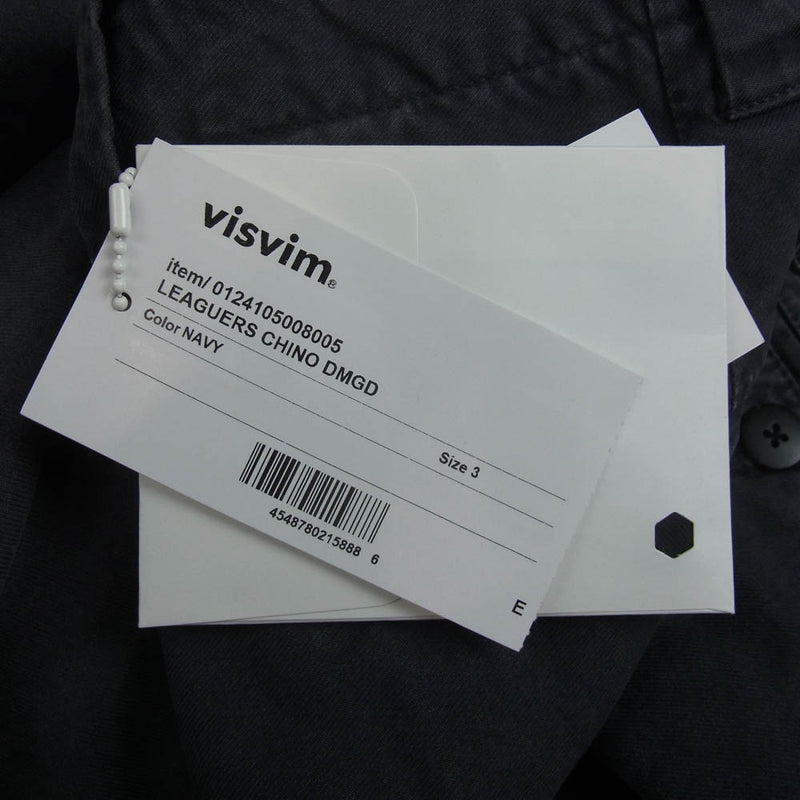 visvim®
item/ 0124105008005
LEAGUERS CHINO DMGD
Color NAVY
Size 3
4548780215888 6
E